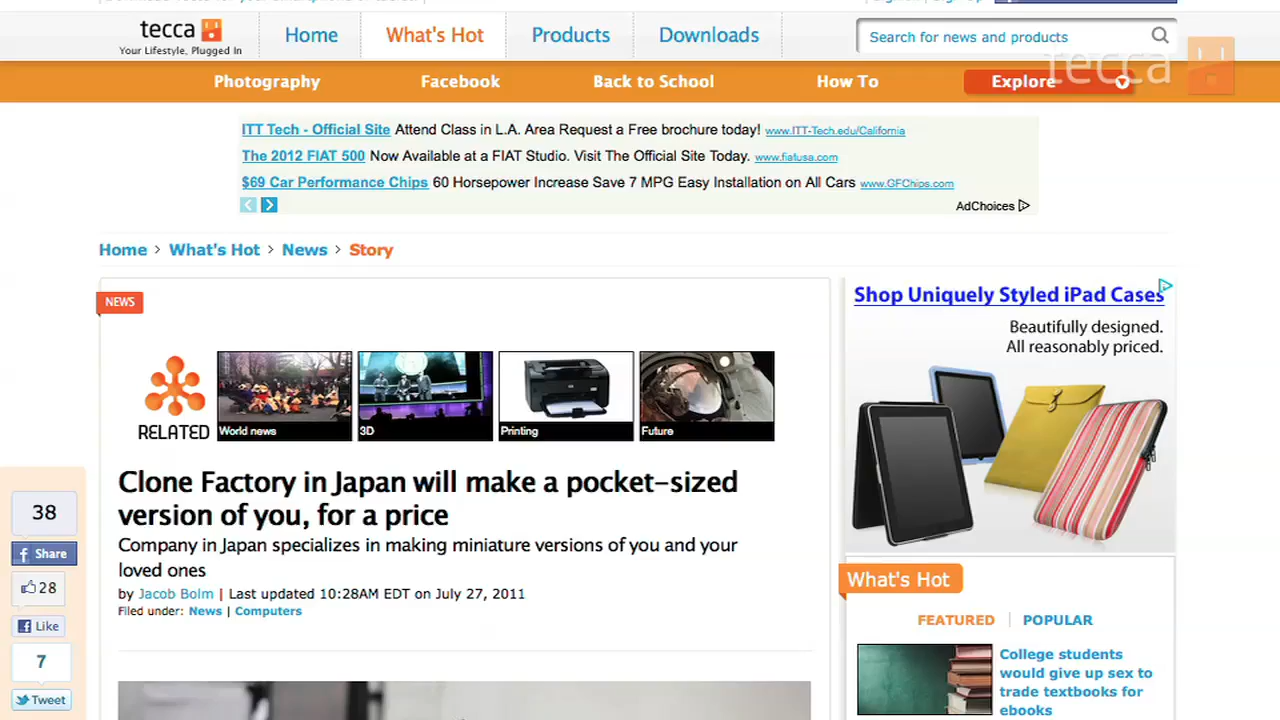 tecca
Your Lifestyle, Plugged In
Home
What's Hot
Products
Downloads
Search for news and products
tecca
Photography
Facebook
Back to School
How To
Explore
ITT Tech - Official Site Attend Class in L.A. Area Request a Free brochure today! www.ITT-Tech.edu/California
The 2012 FIAT 500 Now Available at a FIAT Studio. Visit The Official Site Today. www.fiatusa.com
$69 Car Performance Chips 60 Horsepower Increase Save 7 MPG Easy Installation on All Cars www.GFChips.com
AdChoices
Home > What's Hot > News > Story
NEWS
RELATED
World news
3D
Printing
Future
Clone Factory in Japan will make a pocket-sized
version of you, for a price
Company in Japan specializes in making miniature versions of you and your
loved ones
by Jacob Bolm | Last updated 10:28AM EDT on July 27, 2011
Filed under: News | Computers
38
Share
28
Like
7
Tweet
Shop Uniquely Styled iPad Cases
Beautifully designed.
All reasonably priced.
What's Hot
FEATURED
POPULAR
College students
would give up sex to
trade textbooks for
ebooks